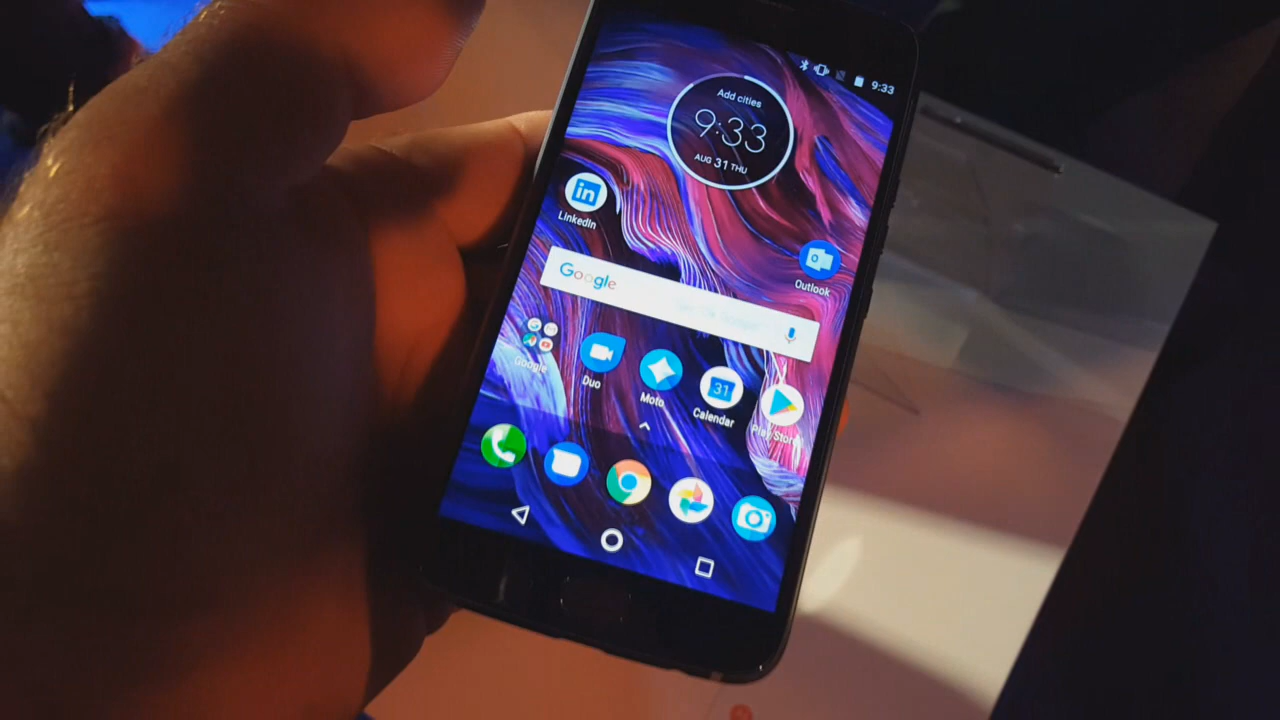 9:33
Add cities
9:33
AUG 31 THU
LinkedIn
Outlook
Google
Google
Duo
Moto
31
Calendar
Play Store